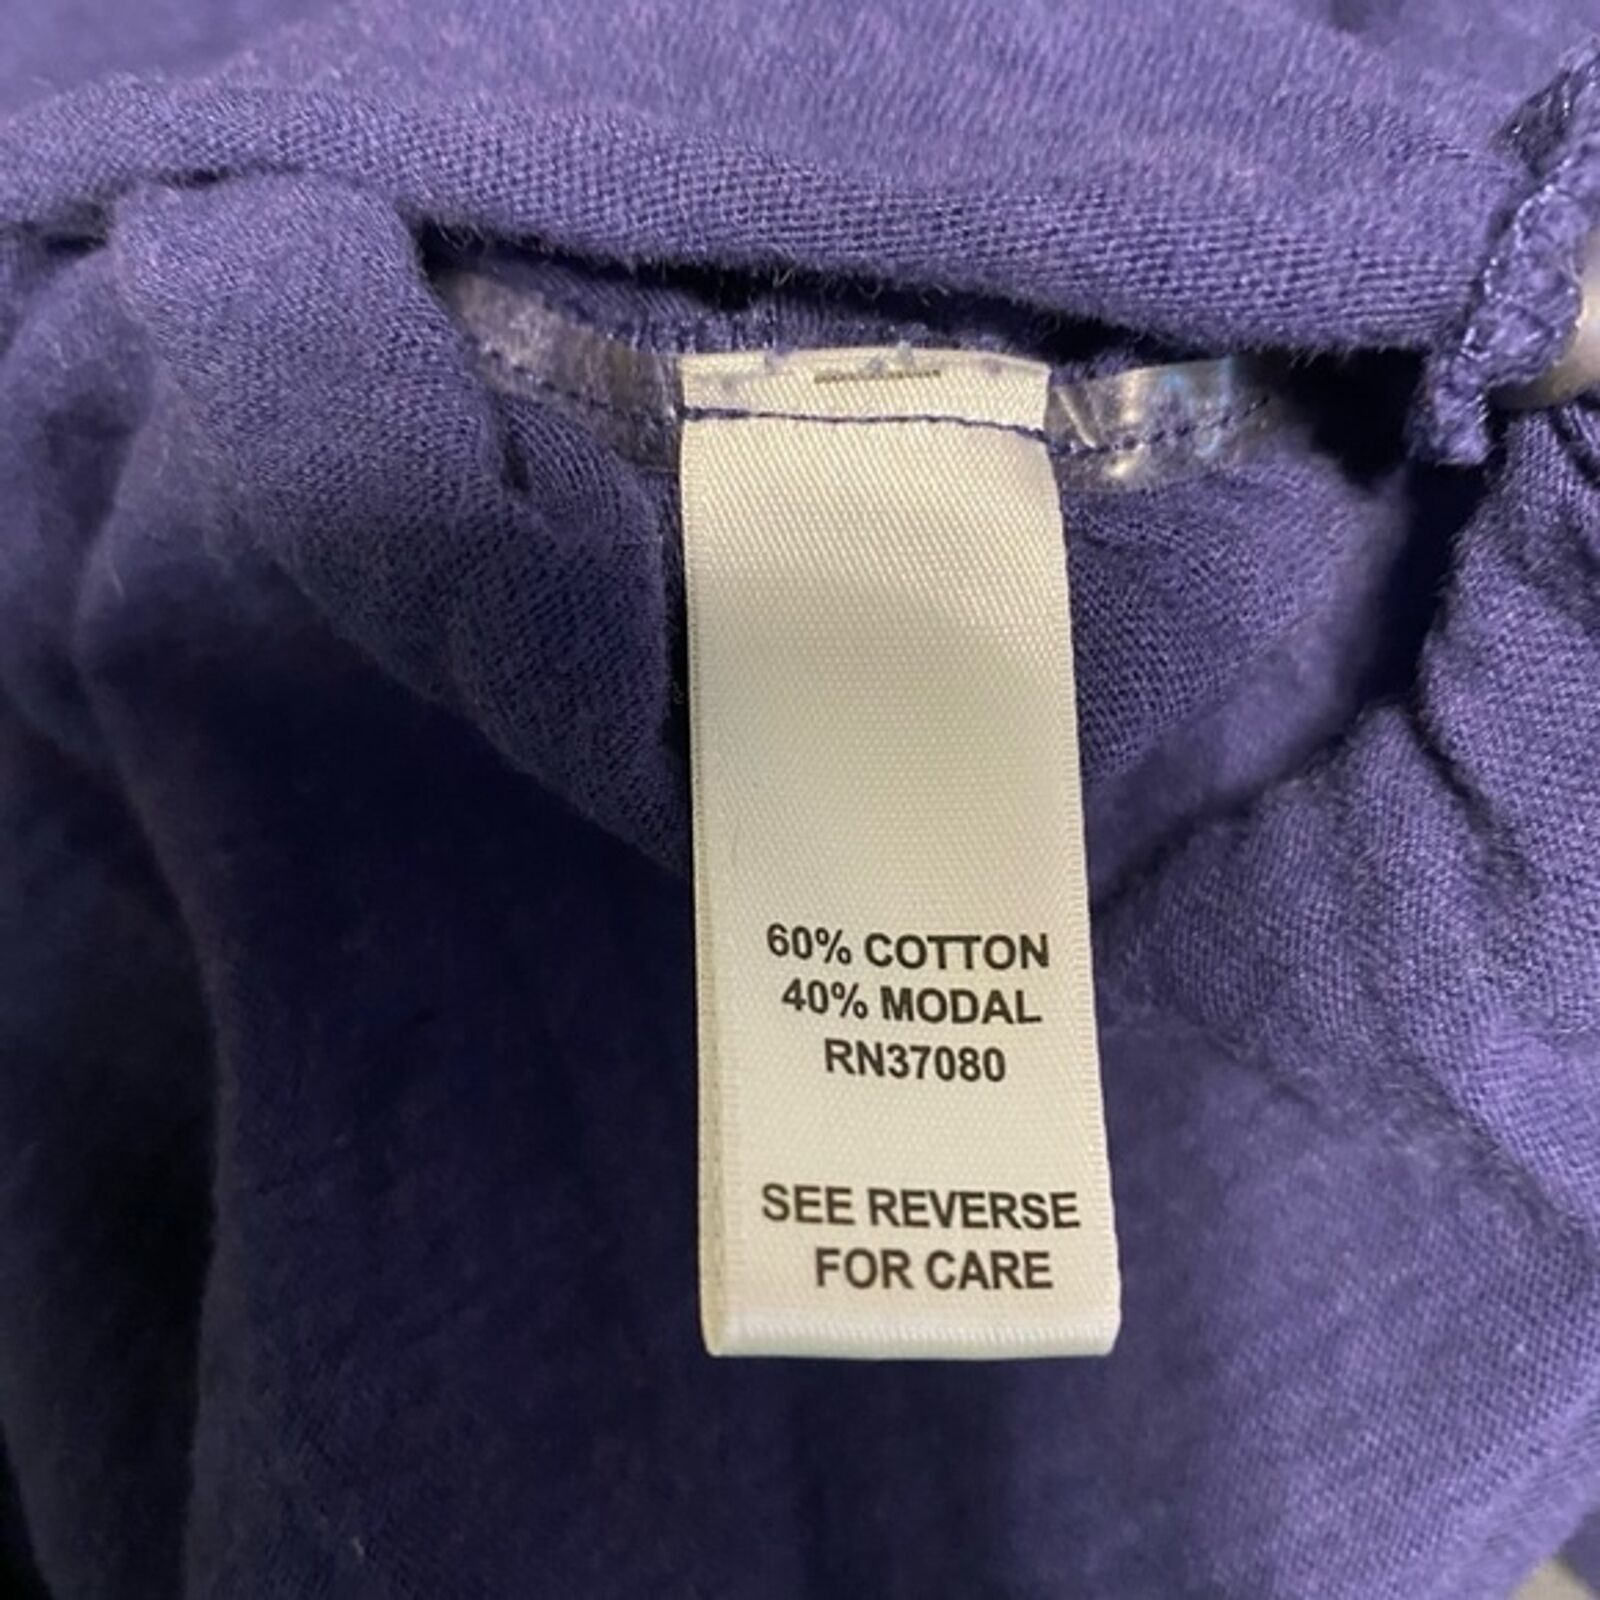 60% COTTON
40% MODAL
RN37080
SEE REVERSE
FOR CARE